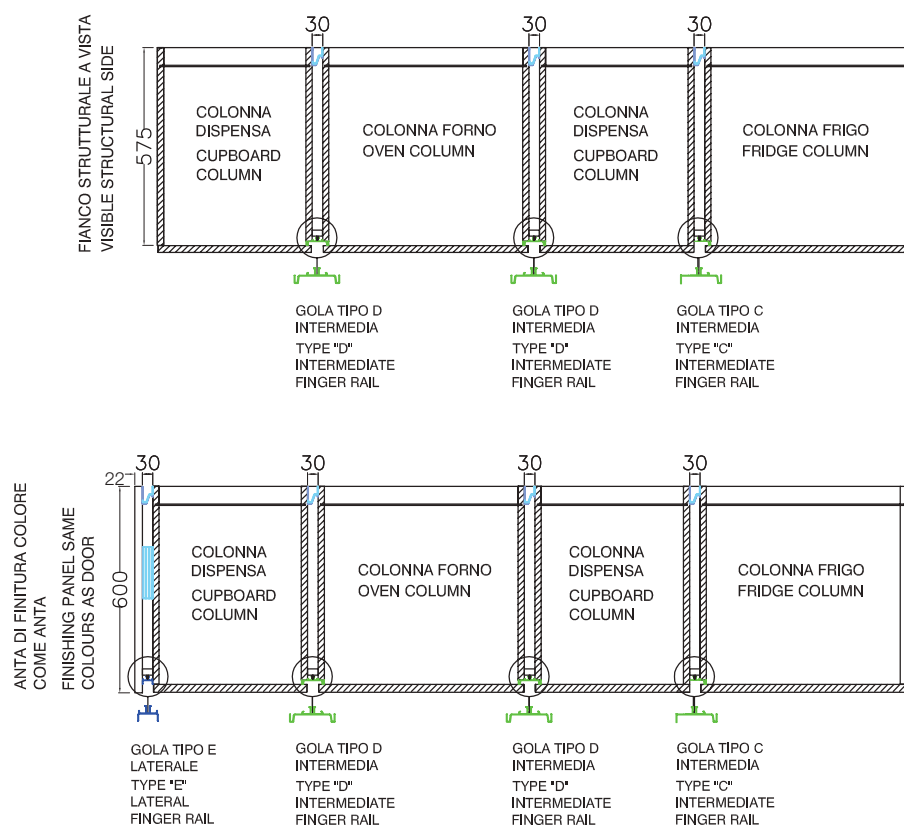 30
30
30
FIANCO STRUTTURALE A VISTA
VISIBLE STRUCTURAL SIDE
575
COLONNA
DISPENSA
CUPBOARD
COLUMN
COLONNA FORNO
OVEN COLUMN
COLONNA
DISPENSA
CUPBOARD
COLUMN
COLONNA FRIGO
FRIDGE COLUMN
GOLA TIPO D
INTERMEDIA
TYPE "D"
INTERMEDIATE
FINGER RAIL
GOLA TIPO D
INTERMEDIA
TYPE "D"
INTERMEDIATE
FINGER RAIL
GOLA TIPO C
INTERMEDIA
TYPE "C"
INTERMEDIATE
FINGER RAIL
22
30
30
30
30
ANTA DI FINITURA COLORE
COME ANTA
FINISHING PANEL SAME
COLOURS AS DOOR
600
COLONNA
DISPENSA
CUPBOARD
COLUMN
COLONNA FORNO
OVEN COLUMN
COLONNA
DISPENSA
CUPBOARD
COLUMN
COLONNA FRIGO
FRIDGE COLUMN
GOLA TIPO E
LATERALE
TYPE "E"
LATERAL
FINGER RAIL
GOLA TIPO D
INTERMEDIA
TYPE "D"
INTERMEDIATE
FINGER RAIL
GOLA TIPO D
INTERMEDIA
TYPE "D"
INTERMEDIATE
FINGER RAIL
GOLA TIPO C
INTERMEDIA
TYPE "C"
INTERMEDIATE
FINGER RAIL